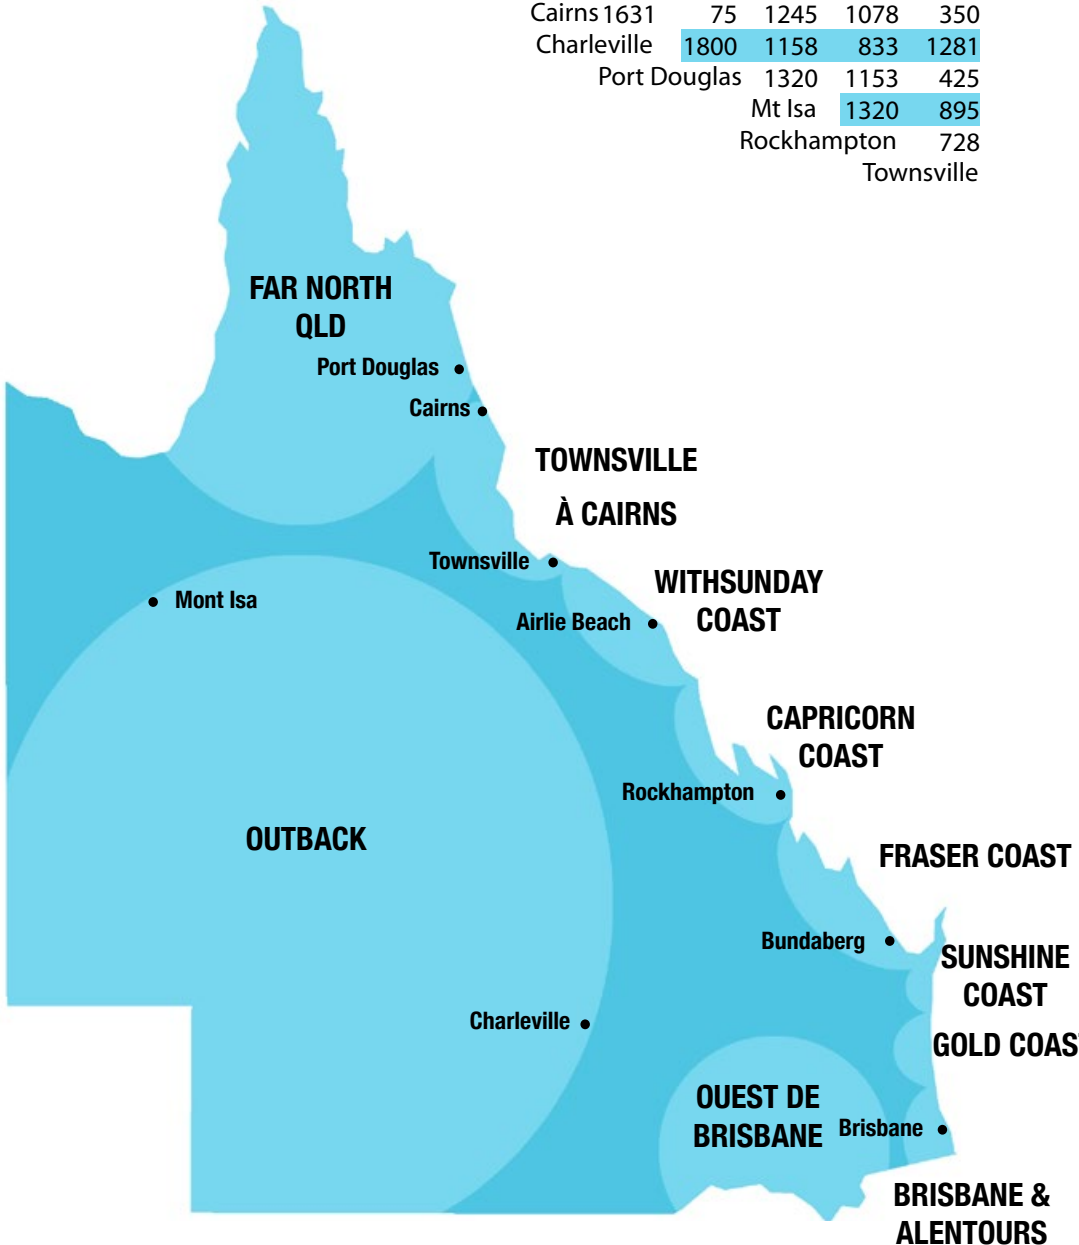 Cairns 1631 75 1245 1078 350
Charleville 1800 1158 833 1281
Port Douglas 1320 1153 425
Mt Isa 1320 895
Rockhampton 728
Townsville
FAR NORTH
QLD
Port Douglas
Cairns
TOWNSVILLE
À CAIRNS
Townsville
WITHSUNDAY
COAST
Mont Isa
Airlie Beach
CAPRICORN
COAST
Rockhampton
OUTBACK
FRASER COAST
Bundaberg
SUNSHINE
COAST
Charleville
GOLD COAS
OUEST DE
BRISBANE
Brisbane
BRISBANE &
ALENTOURS